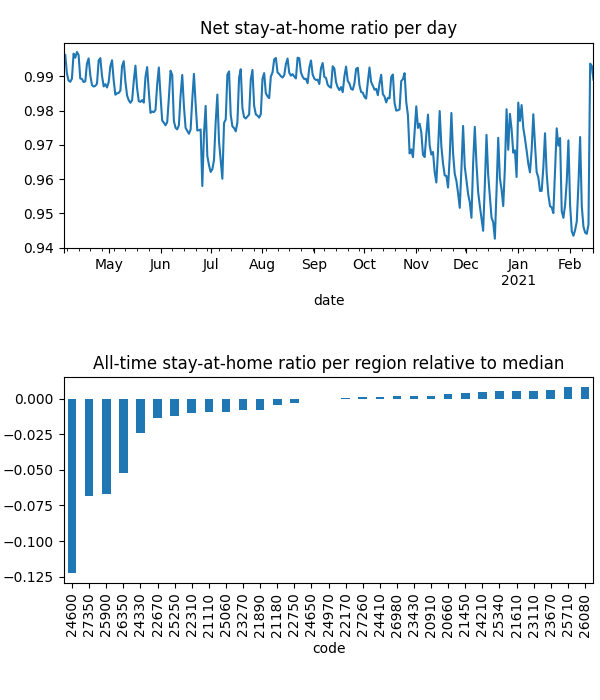 Net stay-at-home ratio per day
0.99
0.98
0.97
0.96
0.95
0.94
May Jun Jul Aug Sep Oct Nov Dec Jan Feb
2021
date
All-time stay-at-home ratio per region relative to median
0.000
−0.025
−0.050
−0.075
−0.100
−0.125
24600 27350 25900 26350 24330 22670 25250 22310 21110 25060 23270 21890 21180 22750 24650 24970 22170 27260 24410 26980 23430 20910 20660 21450 24210 25340 21610 23110 23670 25710 26080
code